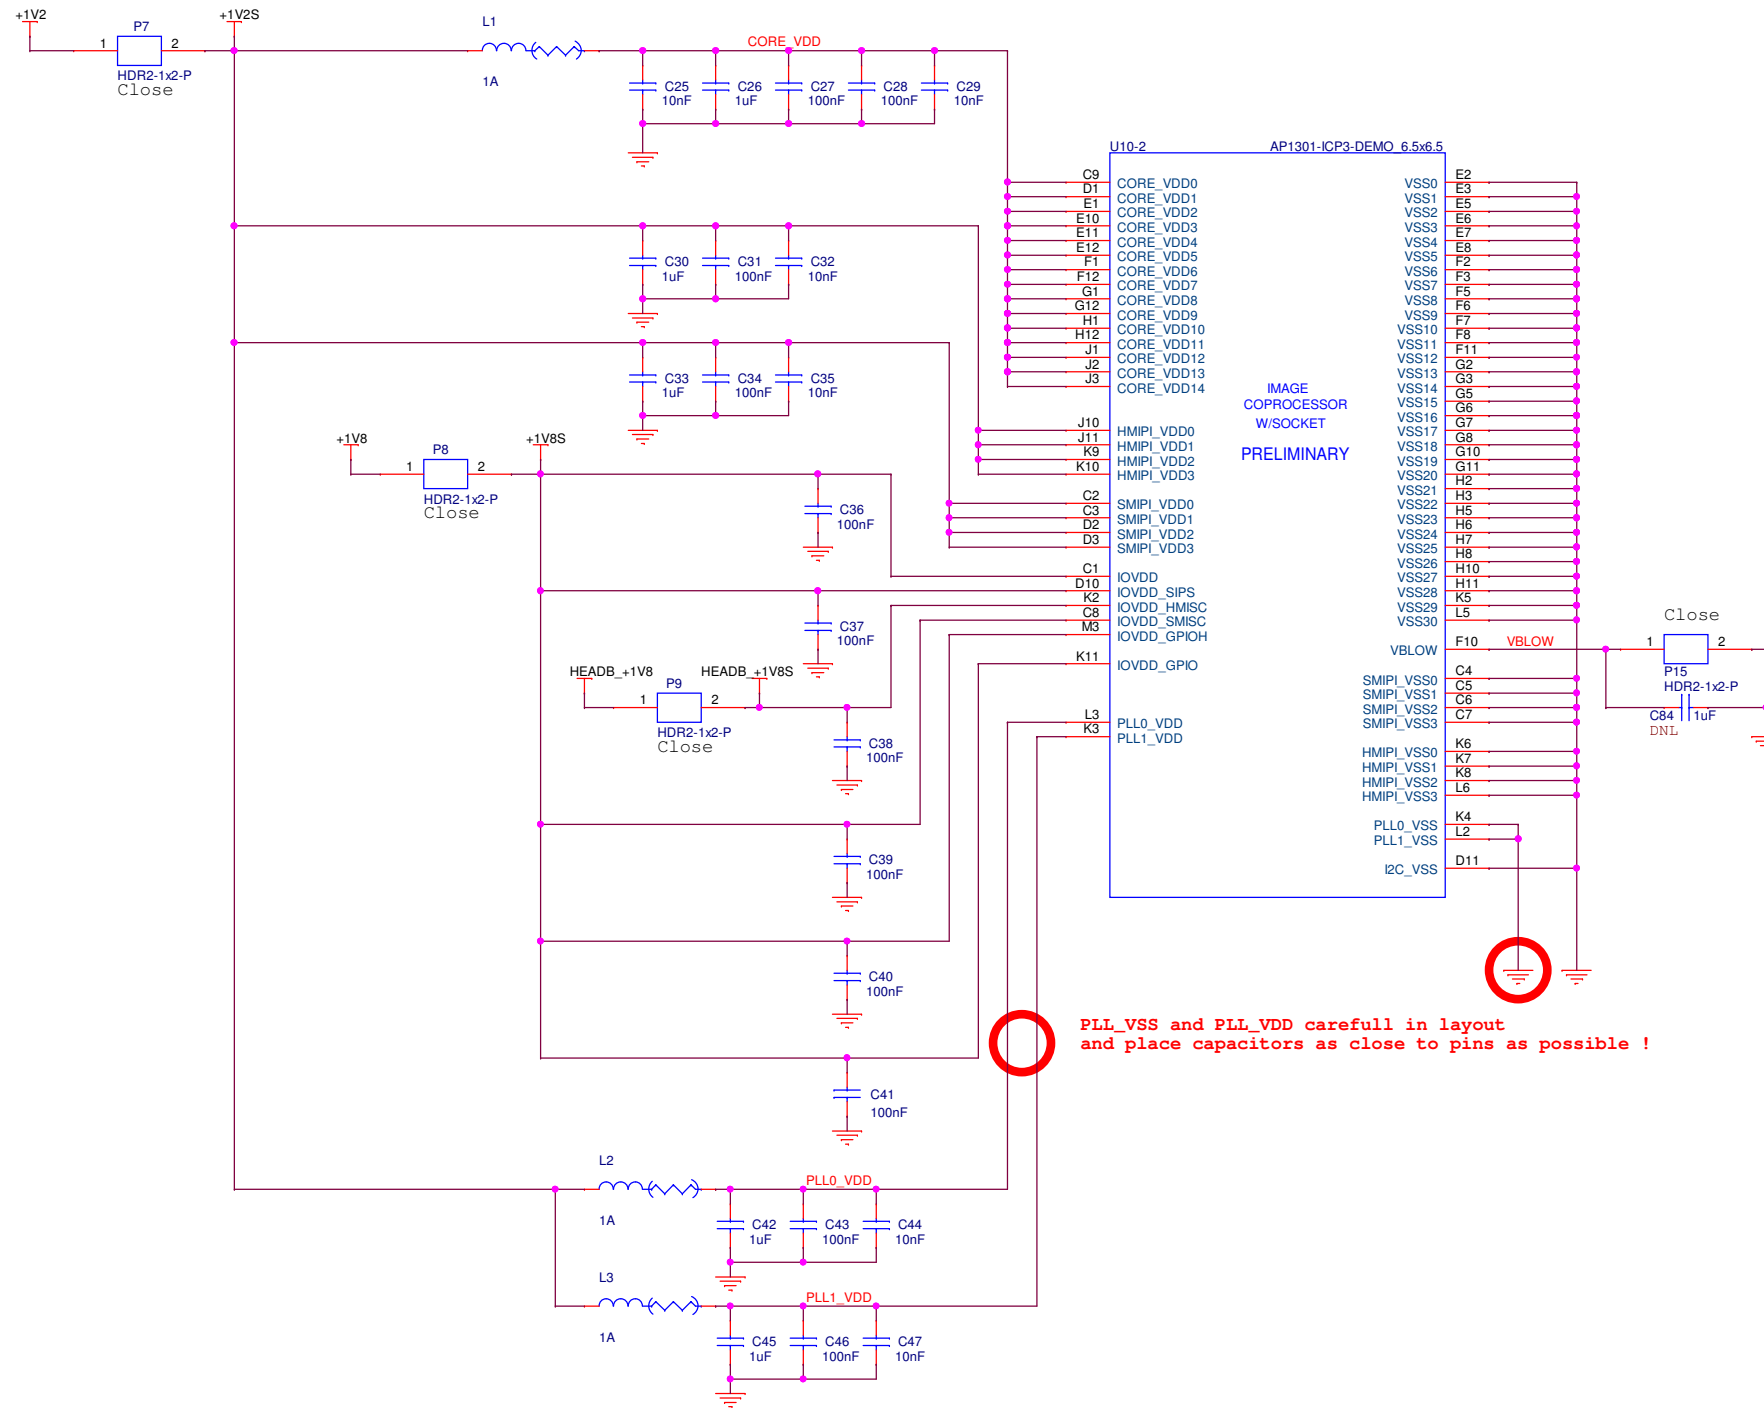 +1V2
P7
1
2
HDR2-1x2-P
Close
+1V2S
L1
1A
CORE_VDD
C25
10nF
C26
1uF
C27
100nF
C28
100nF
C29
10nF
C30
1uF
C31
100nF
C32
10nF
C33
1uF
C34
100nF
C35
10nF
+1V8
P8
1
2
HDR2-1x2-P
Close
+1V8S
C36
100nF
C37
100nF
HEADB_+1V8
P9
1
2
HDR2-1x2-P
Close
HEADB_+1V8S
C38
100nF
C39
100nF
C40
100nF
C41
100nF
L2
1A
PLL0_VDD
C42
1uF
C43
100nF
C44
10nF
L3
1A
PLL1_VDD
C45
1uF
C46
100nF
C47
10nF
U10-2
AP1301-ICP3-DEMO_6.5x6.5
C9 CORE_VDD0
D1 CORE_VDD1
E1 CORE_VDD2
E10 CORE_VDD3
E11 CORE_VDD4
E12 CORE_VDD5
F1 CORE_VDD6
F12 CORE_VDD7
G1 CORE_VDD8
G12 CORE_VDD9
H1 CORE_VDD10
H12 CORE_VDD11
J1 CORE_VDD12
J2 CORE_VDD13
J3 CORE_VDD14
J10 HMIPI_VDD0
J11 HMIPI_VDD1
K9 HMIPI_VDD2
K10 HMIPI_VDD3
C2 SMIPI_VDD0
C3 SMIPI_VDD1
D2 SMIPI_VDD2
D3 SMIPI_VDD3
C1 IOVDD
D10 IOVDD_SIPS
K2 IOVDD_HMISC
C8 IOVDD_SMISC
M3 IOVDD_GPIOH
K11 IOVDD_GPIO
L3 PLL0_VDD
K3 PLL1_VDD
IMAGE
COPROCESSOR
W/SOCKET
PRELIMINARY
VSS0 E2
VSS1 E3
VSS2 E5
VSS3 E6
VSS4 E7
VSS5 E8
VSS6 F2
VSS7 F3
VSS8 F5
VSS9 F6
VSS10 F7
VSS11 F8
VSS12 F11
VSS13 G2
VSS14 G3
VSS15 G5
VSS16 G6
VSS17 G7
VSS18 G8
VSS19 G10
VSS20 G11
VSS21 H2
VSS22 H3
VSS23 H5
VSS24 H6
VSS25 H7
VSS26 H8
VSS27 H10
VSS28 H11
VSS29 K5
VSS30 L5
VBLOW F10 VBLOW
SMIPI_VSS0 C4
SMIPI_VSS1 C5
SMIPI_VSS2 C6
SMIPI_VSS3 C7
HMIPI_VSS0 K6
HMIPI_VSS1 K7
HMIPI_VSS2 K8
HMIPI_VSS3 L6
PLL0_VSS K4
PLL1_VSS L2
I2C_VSS D11
Close
1
2
P15
HDR2-1x2-P
C84
1uF
DNL
PLL_VSS and PLL_VDD carefull in layout
and place capacitors as close to pins as possible !